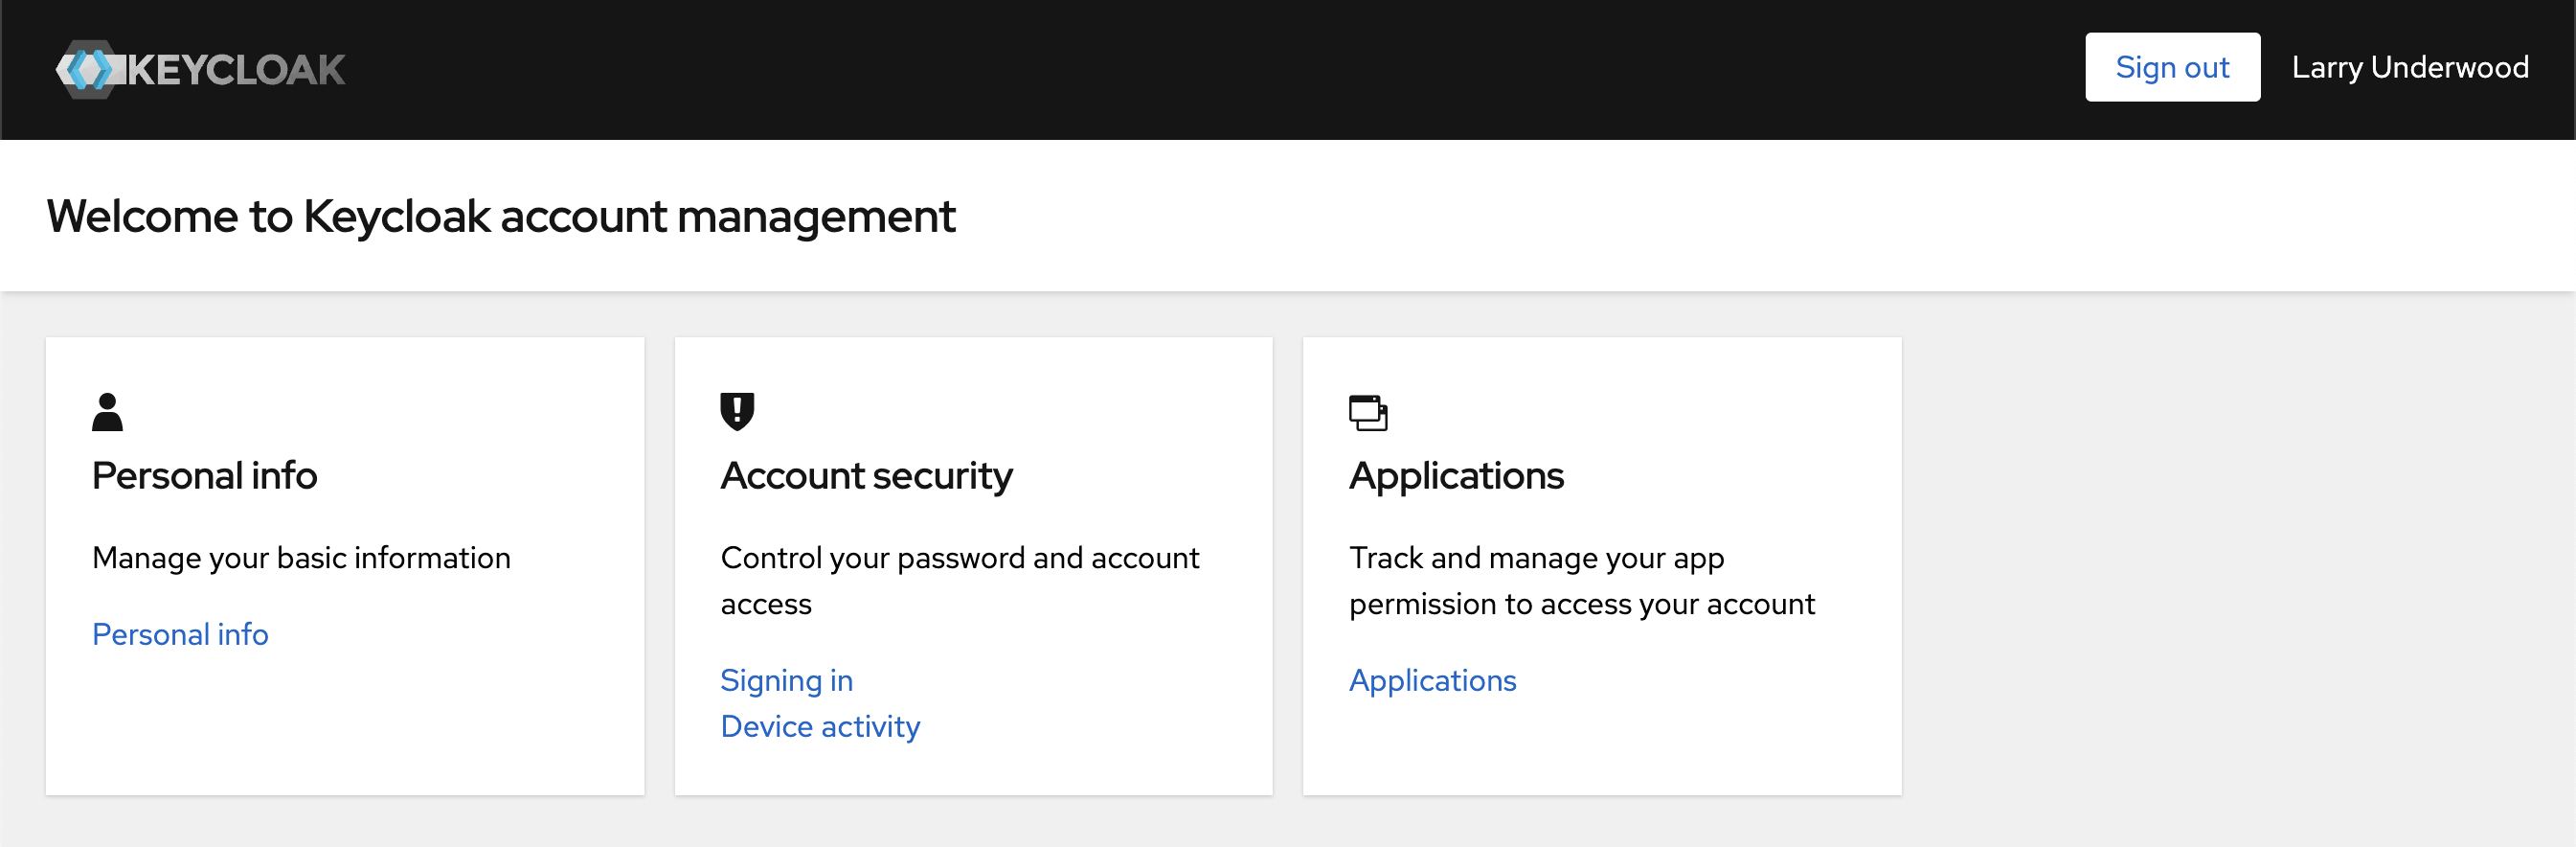 KEYCLOAK
Sign out
Larry Underwood
Welcome to Keycloak account management
Personal info
Manage your basic information
Personal info
Account security
Control your password and account
access
Signing in
Device activity
Applications
Track and manage your app
permission to access your account
Applications